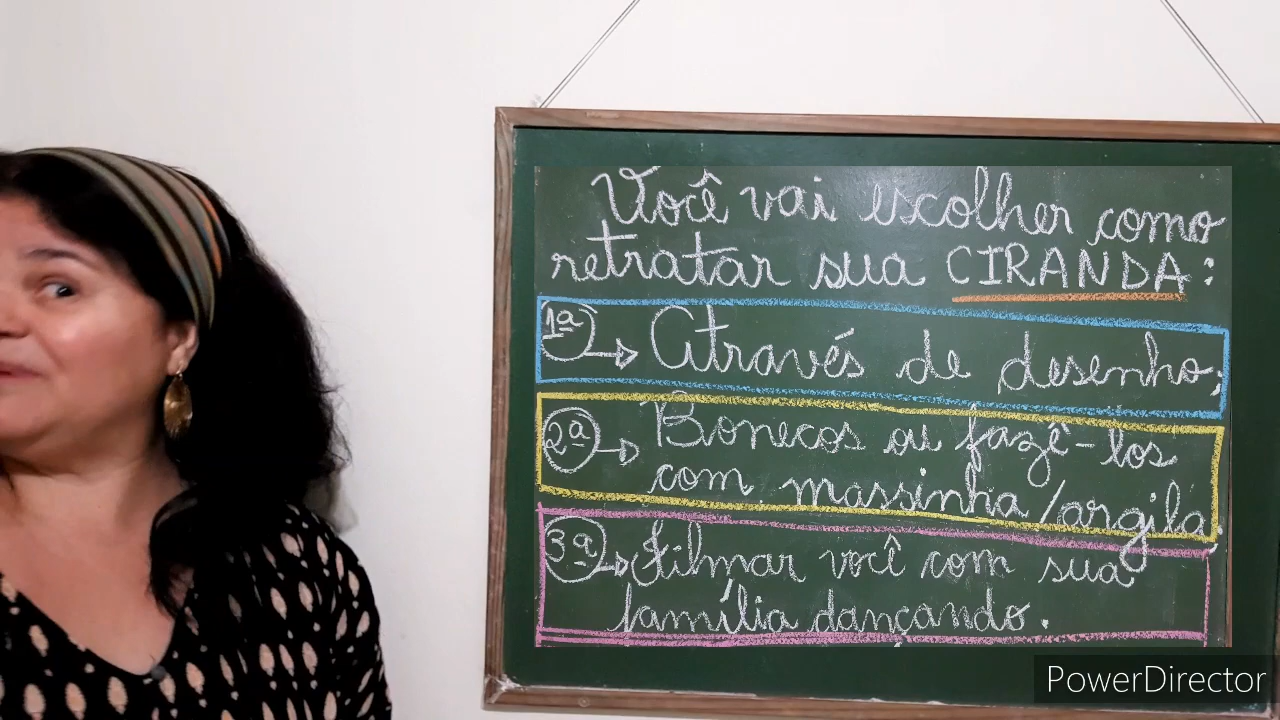 Você vai escolher como
retratar sua CIRANDA:
1ª → Através de desenho;
2ª → Bonecos ou fazê-los
com massinha/argila;
3ª → Filmar você com sua
família dançando.
PowerDirector